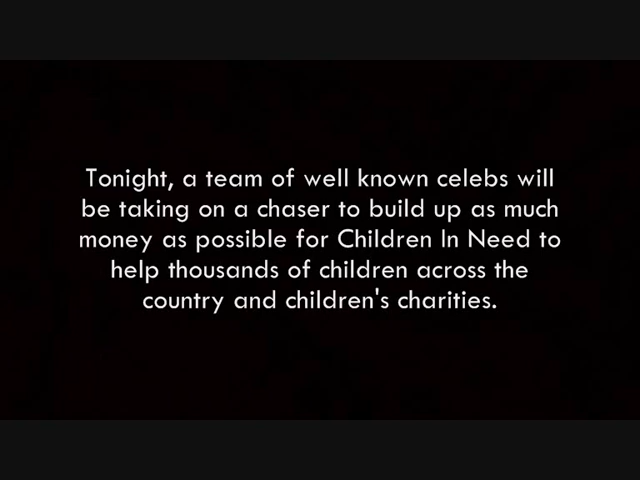 Tonight, a team of well known celebs will
be taking on a chaser to build up as much
money as possible for Children In Need to
help thousands of children across the
country and children's charities.